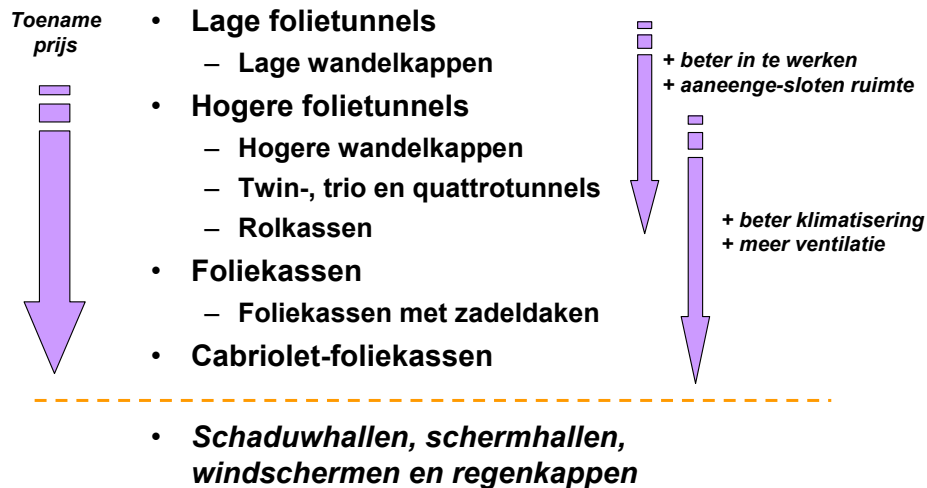 Toename
prijs
• Lage folietunnels
– Lage wandelkappen
• Hogere folietunnels
– Hogere wandelkappen
– Twin-, trio en quattrotunnels
– Rolkassen
• Foliekassen
– Foliekassen met zadeldaken
• Cabriolet-foliekassen
+ beter in te werken
+ aaneenge-sloten ruimte
+ beter klimatisering
+ meer ventilatie
• Schaduwhallen, schermhallen,
windschermen en regenkappen